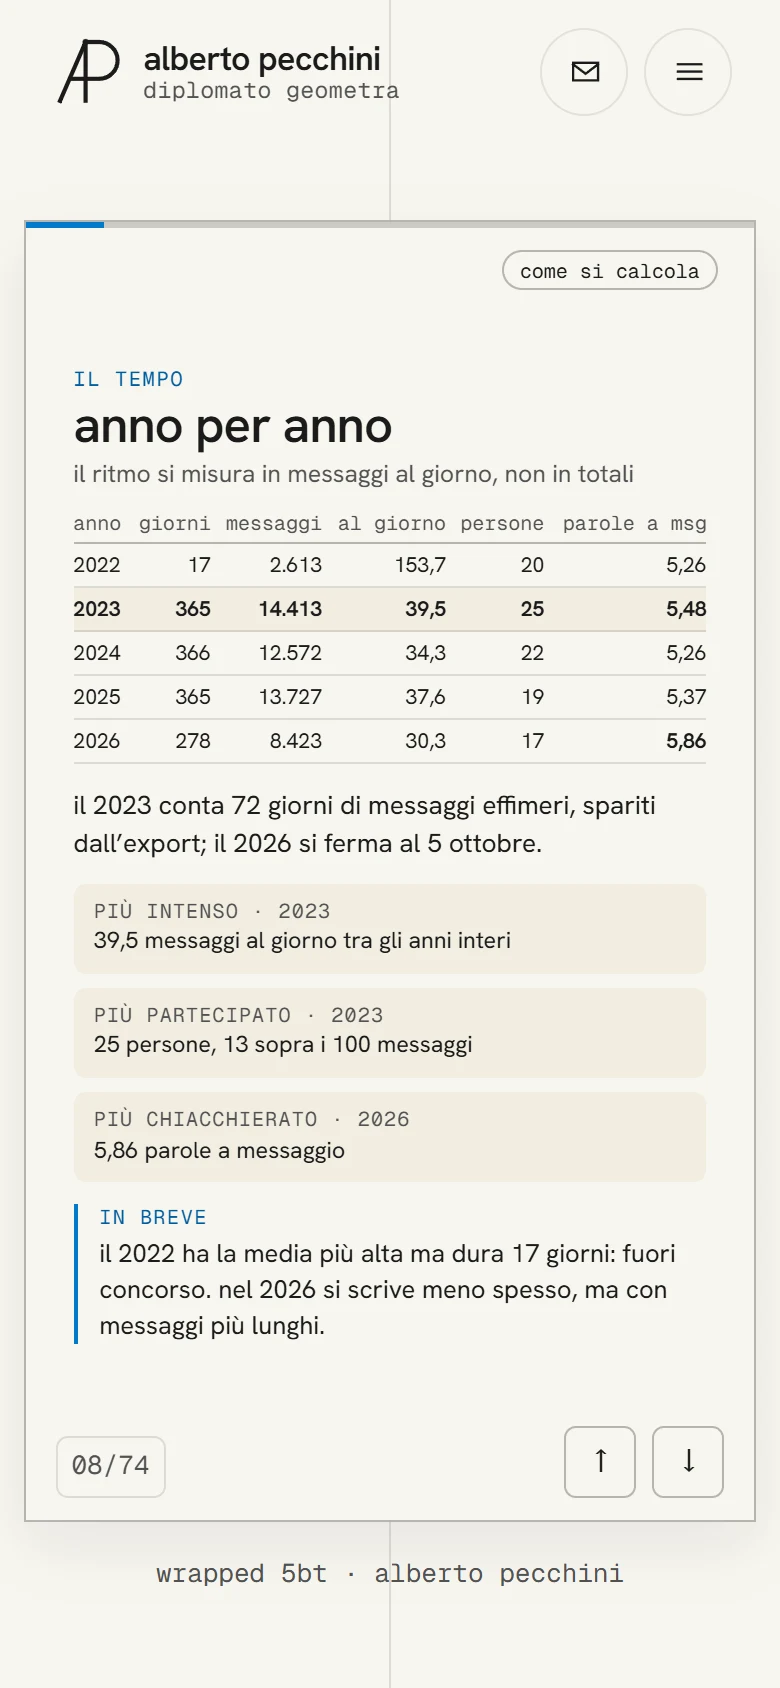 alberto pecchini
diplomato geometra
come si calcola
IL TEMPO
anno per anno
il ritmo si misura in messaggi al giorno, non in totali
anno giorni messaggi al giorno persone parole a msg
2022 17 2.613 153,7 20 5,26
2023 365 14.413 39,5 25 5,48
2024 366 12.572 34,3 22 5,26
2025 365 13.727 37,6 19 5,37
2026 278 8.423 30,3 17 5,86
il 2023 conta 72 giorni di messaggi effimeri, spariti
dall’export; il 2026 si ferma al 5 ottobre.
PIÙ INTENSO · 2023
39,5 messaggi al giorno tra gli anni interi
PIÙ PARTECIPATO · 2023
25 persone, 13 sopra i 100 messaggi
PIÙ CHIACCHIERATO · 2026
5,86 parole a messaggio
IN BREVE
il 2022 ha la media più alta ma dura 17 giorni: fuori
concorso. nel 2026 si scrive meno spesso, ma con
messaggi più lunghi.
08/74 ↑ ↓
wrapped 5bt · alberto pecchini